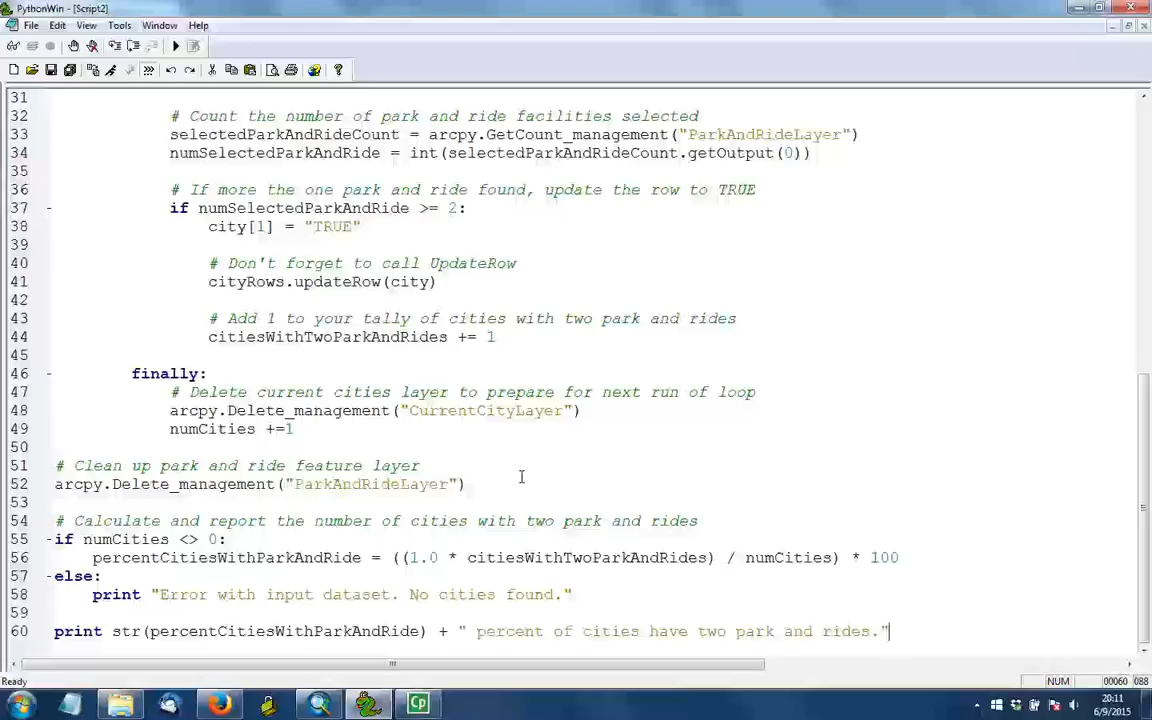 PythonWin - [Script2]
File Edit View Tools Window Help
31
32 # Count the number of park and ride facilities selected
33 selectedParkAndRideCount = arcpy.GetCount_management("ParkAndRideLayer")
34 numSelectedParkAndRide = int(selectedParkAndRideCount.getOutput(0))
35
36 # If more the one park and ride found, update the row to TRUE
37 - if numSelectedParkAndRide >= 2:
38 city[1] = "TRUE"
39
40 # Don't forget to call UpdateRow
41 cityRows.updateRow(city)
42
43 # Add 1 to your tally of cities with two park and rides
44 citiesWithTwoParkAndRides += 1
45
46 - finally:
47 # Delete current cities layer to prepare for next run of loop
48 arcpy.Delete_management("CurrentCityLayer")
49 numCities +=1
50
51 # Clean up park and ride feature layer
52 arcpy.Delete_management("ParkAndRideLayer")
53
54 # Calculate and report the number of cities with two park and rides
55 -if numCities <> 0:
56 percentCitiesWithParkAndRide = ((1.0 * citiesWithTwoParkAndRides) / numCities) * 100
57 -else:
58 print "Error with input dataset. No cities found."
59
60 print str(percentCitiesWithParkAndRide) + " percent of cities have two park and rides."
Ready NUM 00060 088
Cp 20:11
6/9/2015